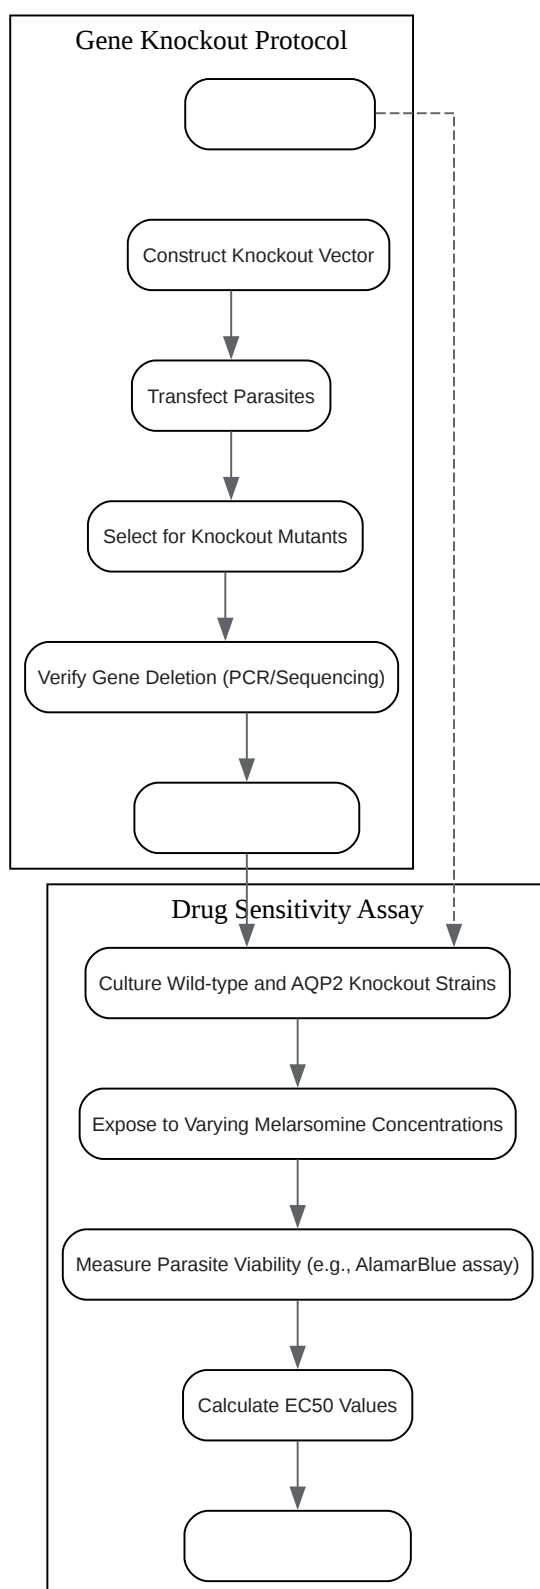 Gene Knockout Protocol
Construct Knockout Vector
Transfect Parasites
Select for Knockout Mutants
Verify Gene Deletion (PCR/Sequencing)
Drug Sensitivity Assay
Culture Wild-type and AQP2 Knockout Strains
Expose to Varying Melarsomine Concentrations
Measure Parasite Viability (e.g., AlamarBlue assay)
Calculate EC50 Values